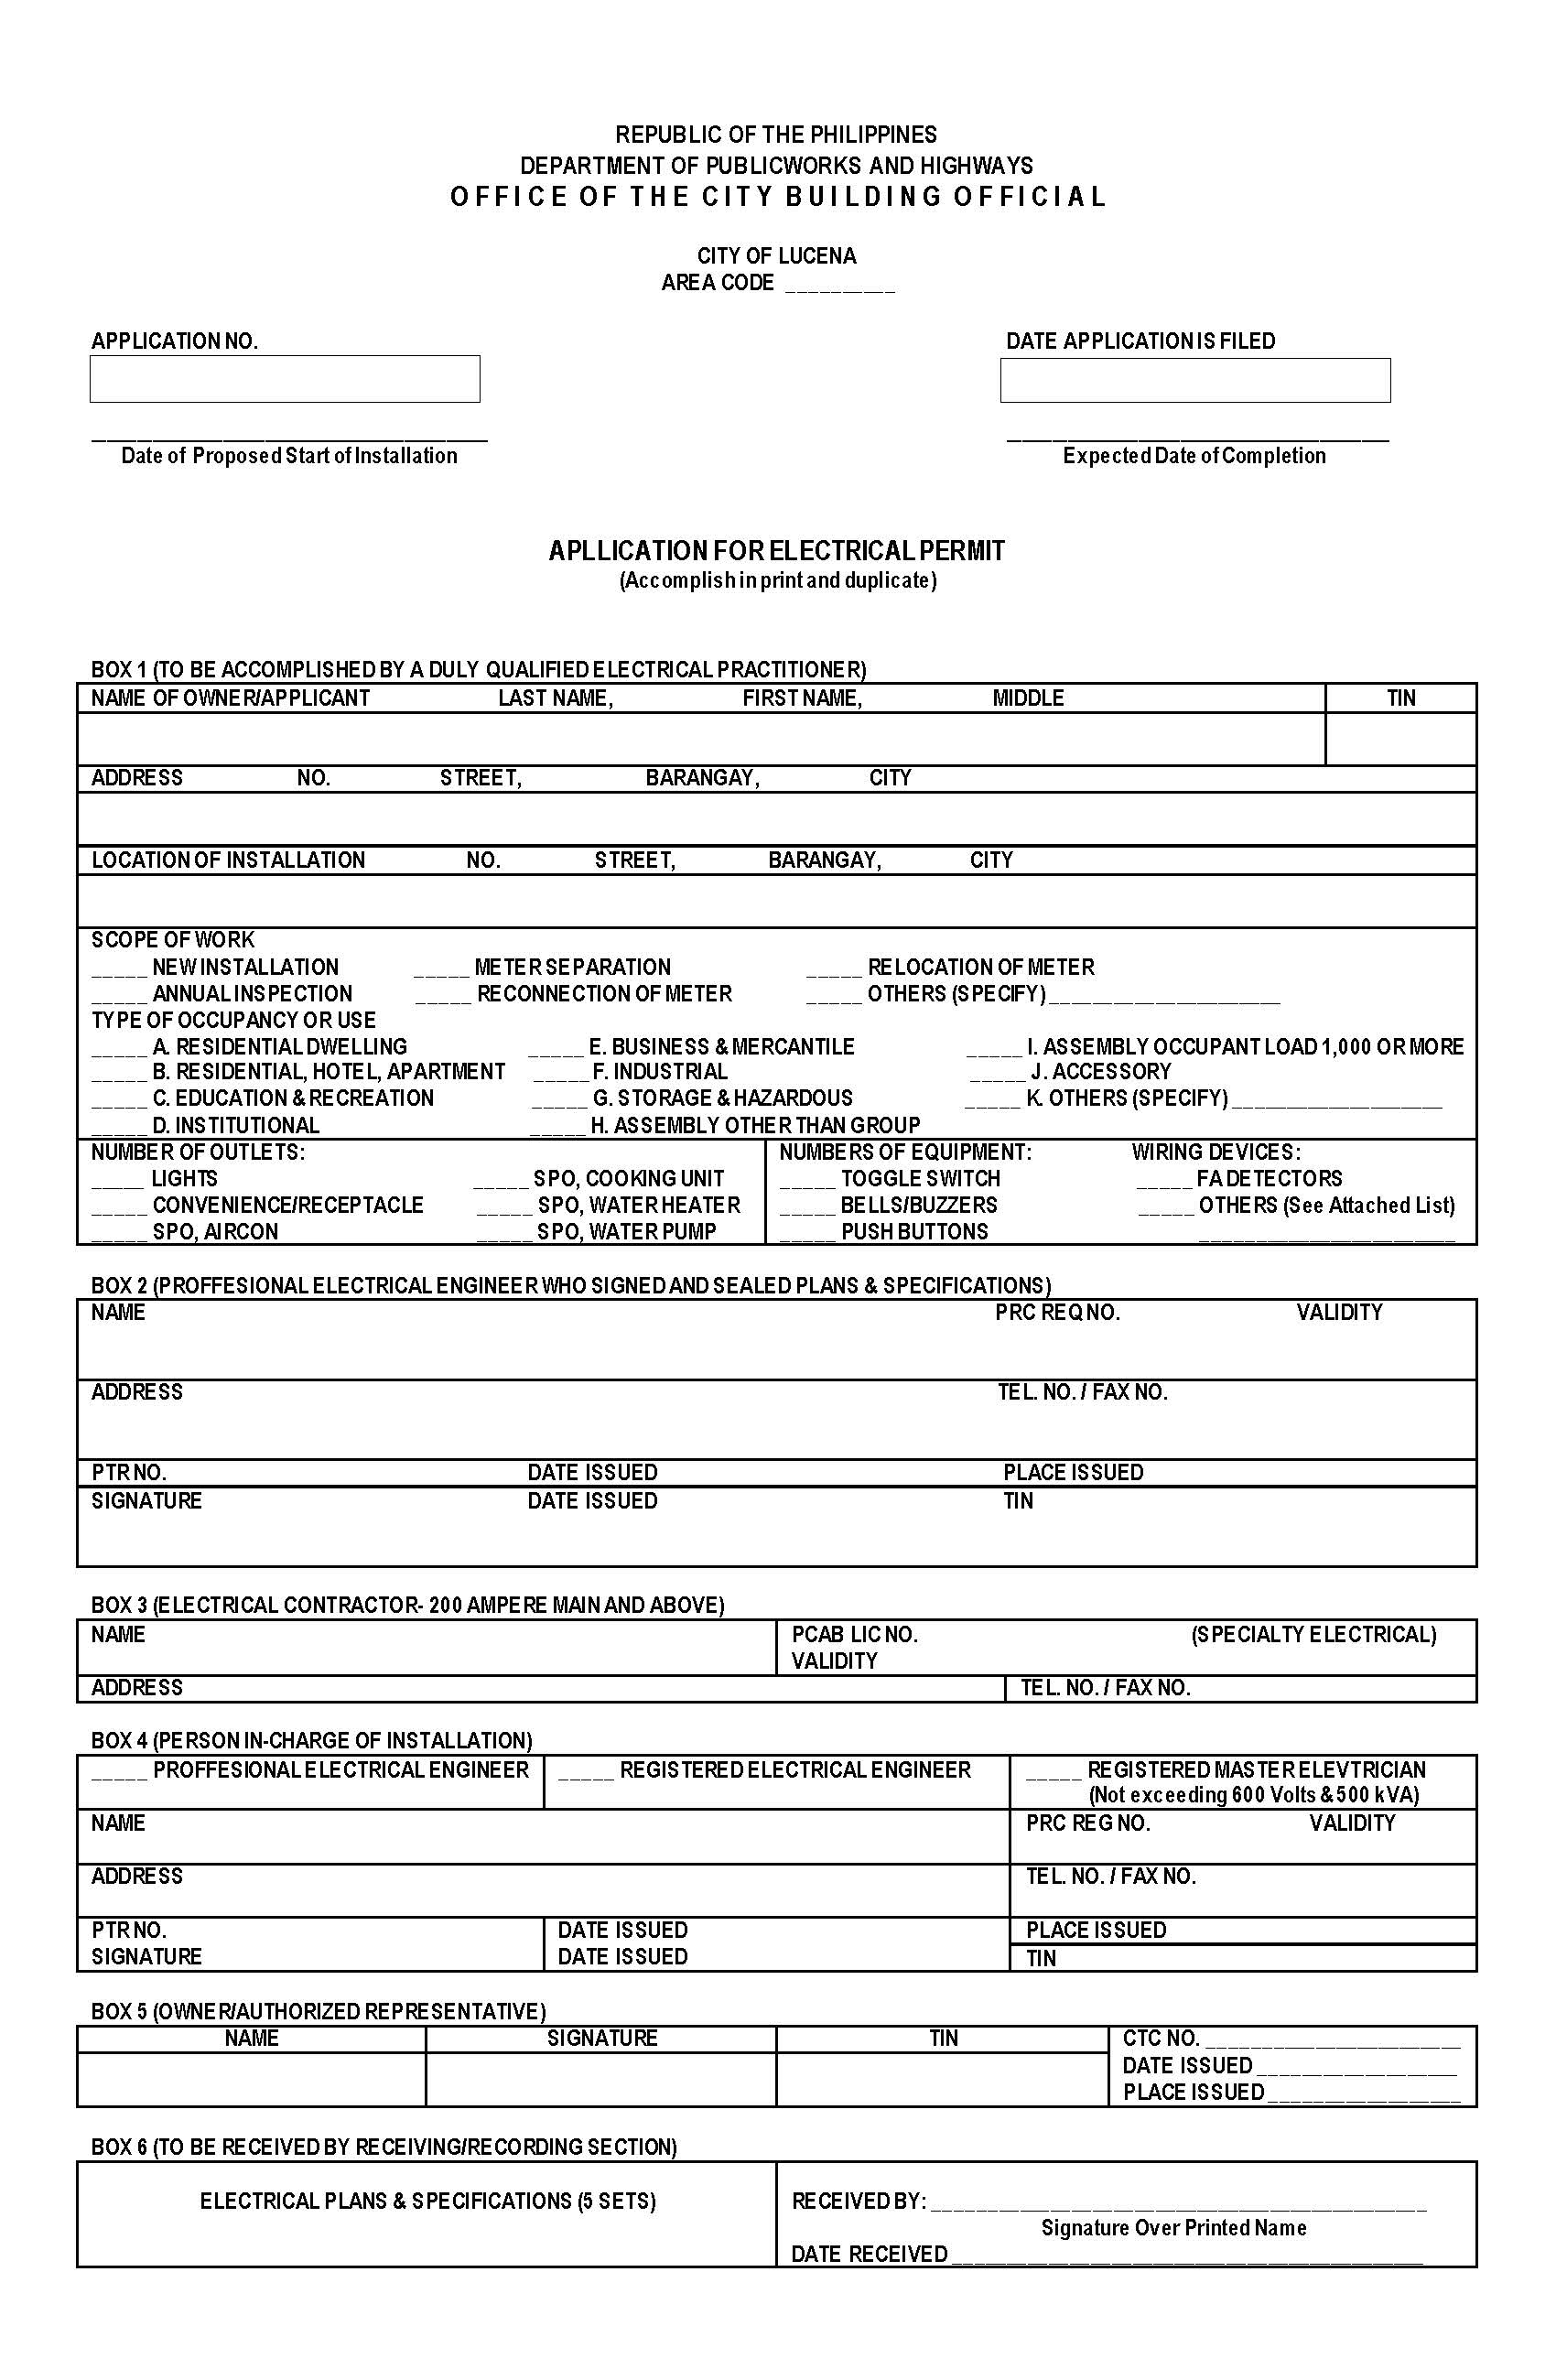 REPUBLIC OF THE PHILIPPINES
DEPARTMENT OF PUBLICWORKS AND HIGHWAYS
OFFICE OF THE CITY BUILDING OFFICIAL
CITY OF LUCENA
AREA CODE __________
APPLICATION NO. DATE APPLICATION IS FILED
Date of Proposed Start of Installation Expected Date of Completion
APLLICATION FOR ELECTRICAL PERMIT
(Accomplish in print and duplicate)
BOX 1 (TO BE ACCOMPLISHED BY A DULY QUALIFIED ELECTRICAL PRACTITIONER)
NAME OF OWNER/APPLICANT LAST NAME, FIRST NAME, MIDDLE TIN
ADDRESS NO. STREET, BARANGAY, CITY
LOCATION OF INSTALLATION NO. STREET, BARANGAY, CITY
SCOPE OF WORK
_____ NEW INSTALLATION _____ METER SEPARATION _____ RELOCATION OF METER
_____ ANNUAL INSPECTION _____ RECONNECTION OF METER _____ OTHERS (SPECIFY)_____________________
TYPE OF OCCUPANCY OR USE
_____ A. RESIDENTIAL DWELLING _____ E. BUSINESS & MERCANTILE _____ I. ASSEMBLY OCCUPANT LOAD 1,000 OR MORE
_____ B. RESIDENTIAL, HOTEL, APARTMENT _____ F. INDUSTRIAL _____ J. ACCESSORY
_____ C. EDUCATION & RECREATION _____ G. STORAGE & HAZARDOUS _____ K. OTHERS (SPECIFY) ___________________
_____ D. INSTITUTIONAL _____ H. ASSEMBLY OTHER THAN GROUP
NUMBER OF OUTLETS: NUMBERS OF EQUIPMENT: WIRING DEVICES:
_____ LIGHTS _____ SPO, COOKING UNIT _____ TOGGLE SWITCH _____ FA DETECTORS
_____ CONVENIENCE/RECEPTACLE _____ SPO, WATER HEATER _____ BELLS/BUZZERS _____ OTHERS (See Attached List)
_____ SPO, AIRCON _____ SPO, WATER PUMP _____ PUSH BUTTONS _______________________
BOX 2 (PROFFESIONAL ELECTRICAL ENGINEER WHO SIGNED AND SEALED PLANS & SPECIFICATIONS)
NAME PRC REQ NO. VALIDITY
ADDRESS TEL. NO. / FAX NO.
PTR NO. DATE ISSUED PLACE ISSUED
SIGNATURE DATE ISSUED TIN
BOX 3 (ELECTRICAL CONTRACTOR- 200 AMPERE MAIN AND ABOVE)
NAME PCAB LIC NO. (SPECIALTY ELECTRICAL)
VALIDITY
ADDRESS TEL. NO. / FAX NO.
BOX 4 (PERSON IN-CHARGE OF INSTALLATION)
_____ PROFFESIONAL ELECTRICAL ENGINEER _____ REGISTERED ELECTRICAL ENGINEER _____ REGISTERED MASTER ELEVTRICIAN
(Not exceeding 600 Volts & 500 kVA)
NAME PRC REG NO. VALIDITY
ADDRESS TEL. NO. / FAX NO.
PTR NO. DATE ISSUED PLACE ISSUED
SIGNATURE DATE ISSUED TIN
BOX 5 (OWNER/AUTHORIZED REPRESENTATIVE)
NAME SIGNATURE TIN CTC NO. _______________________
DATE ISSUED __________________
PLACE ISSUED _________________
BOX 6 (TO BE RECEIVED BY RECEIVING/RECORDING SECTION)
ELECTRICAL PLANS & SPECIFICATIONS (5 SETS) RECEIVED BY: _____________________________________________
Signature Over Printed Name
DATE RECEIVED ___________________________________________